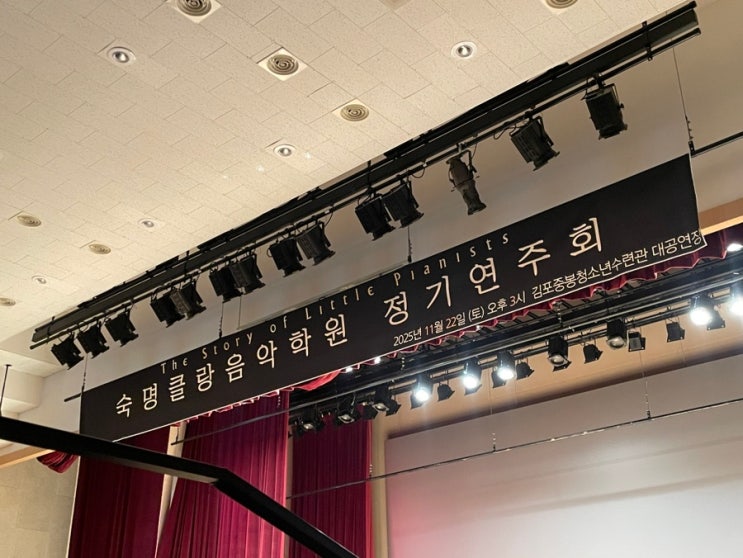 The Story of Little Pianists
숙명클랑음악학원 정기연주회
2025년 11월 22일 (토) 오후 3시 김포중봉청소년수련관 대공연장